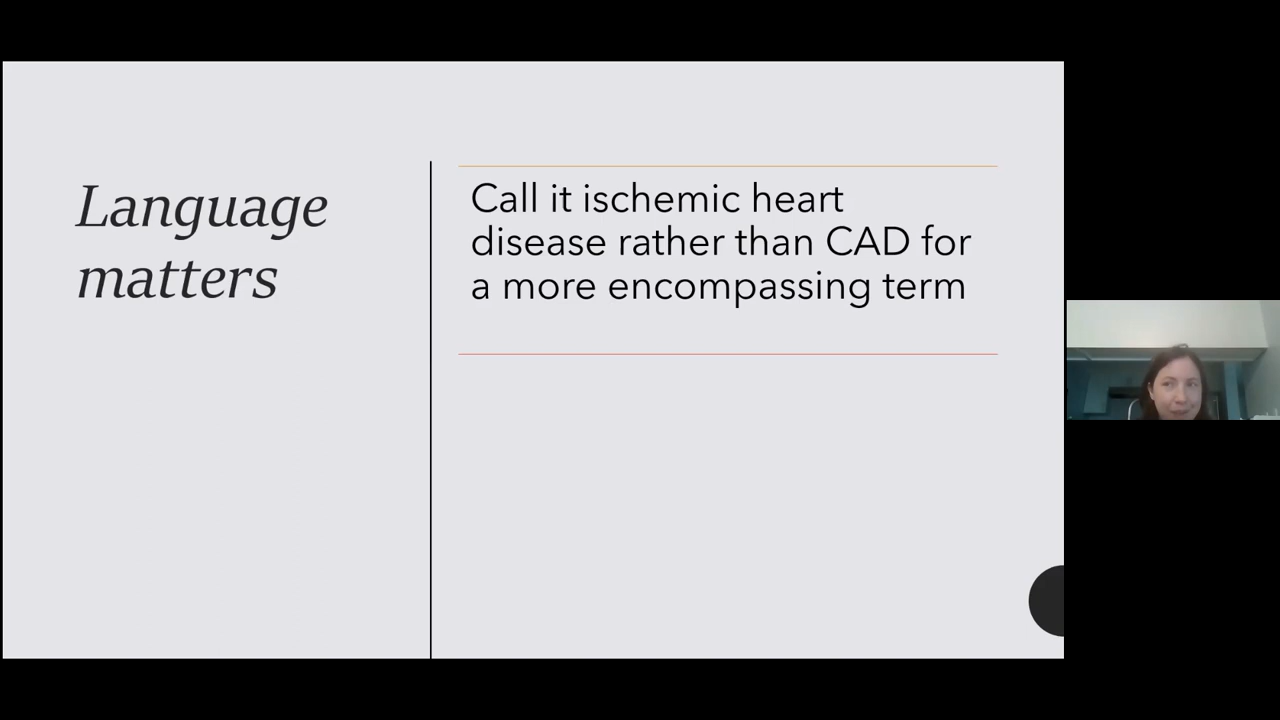 Language
matters
Call it ischemic heart
disease rather than CAD for
a more encompassing term